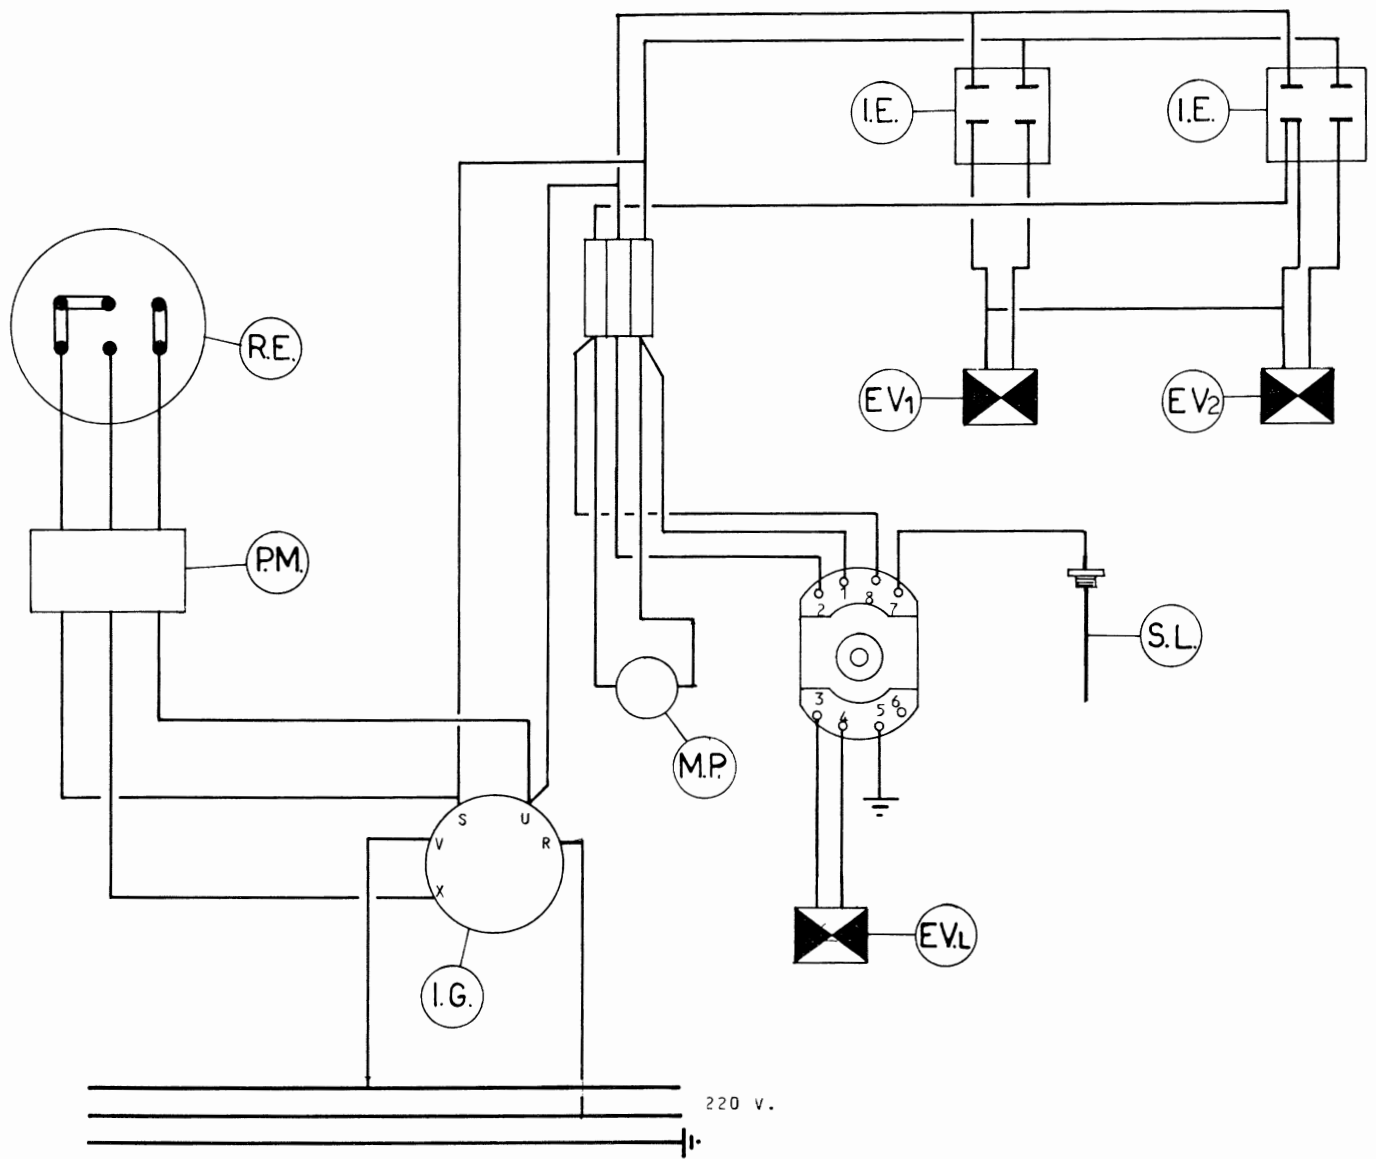 I.E.
I.E.
R.E.
EV1
EV2
P.M.
2 1 8 7
S.L.
3 4 5 6
M.P.
S U
V R
X
EV.L
I.G.
220 V.